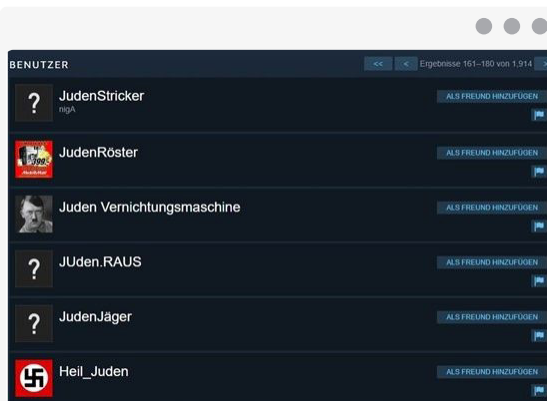 BENUTZER
<< < Ergebnisse 161–180 von 1,914 >
JudenStricker
nigA
ALS FREUND HINZUFÜGEN
JudenRöster
ALS FREUND HINZUFÜGEN
Juden Vernichtungsmaschine
ALS FREUND HINZUFÜGEN
JUden.RAUS
ALS FREUND HINZUFÜGEN
JudenJäger
ALS FREUND HINZUFÜGEN
Heil_Juden
ALS FREUND HINZUFÜGEN